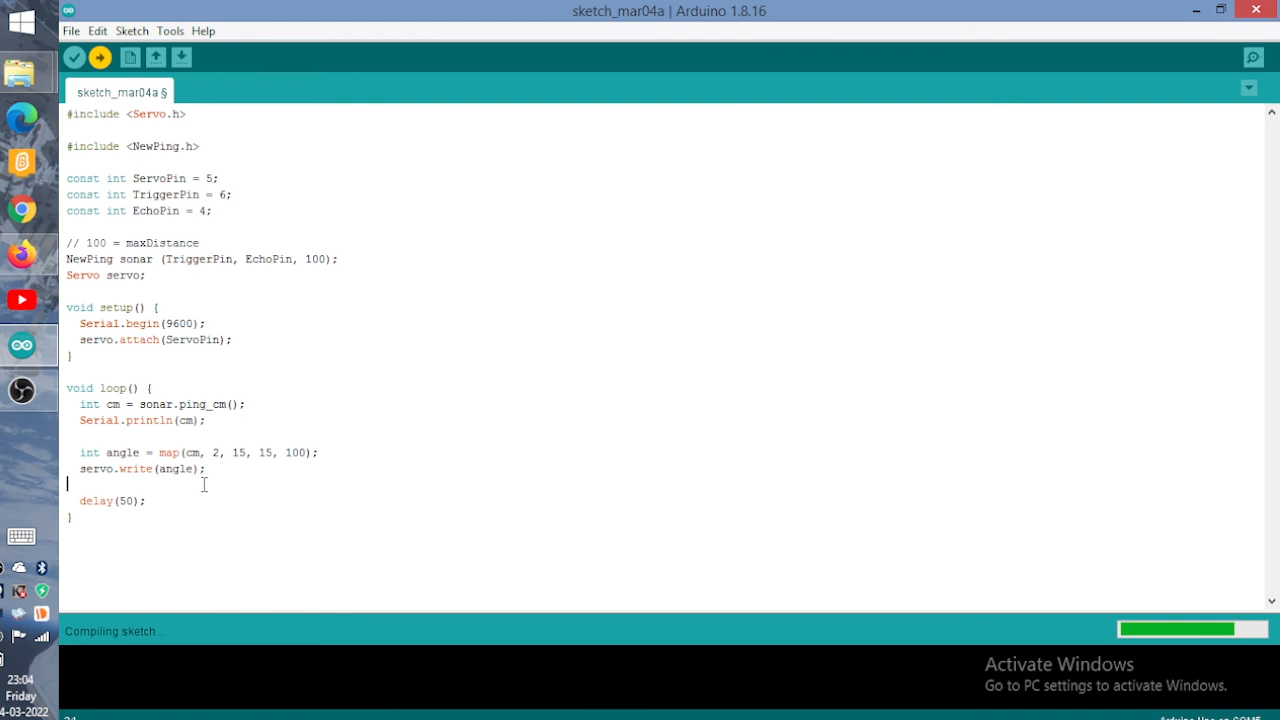 sketch_mar04a | Arduino 1.8.16
File Edit Sketch Tools Help
sketch_mar04a §
#include <Servo.h>
#include <NewPing.h>
const int ServoPin = 5;
const int TriggerPin = 6;
const int EchoPin = 4;
// 100 = maxDistance
NewPing sonar (TriggerPin, EchoPin, 100);
Servo servo;
void setup() {
Serial.begin(9600);
servo.attach(ServoPin);
}
void loop() {
int cm = sonar.ping_cm();
Serial.println(cm);
int angle = map(cm, 2, 15, 15, 100);
servo.write(angle);
delay(50);
}
Compiling sketch...
Activate Windows
Go to PC settings to activate Windows.
23:04
Friday
4-03-2022